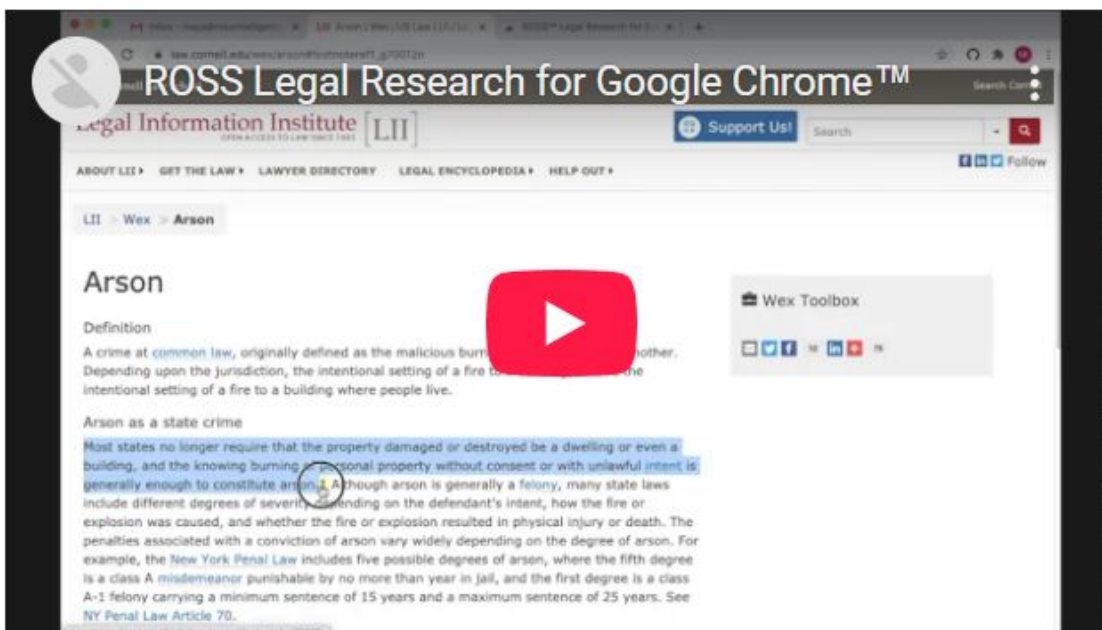 ROSS Legal Research for Google Chrome™
Legal Information Institute [LII]
OPEN ACCESS TO LAW SINCE 1992
Support Us!
Search
Follow
ABOUT LII GET THE LAW LAWYER DIRECTORY LEGAL ENCYCLOPEDIA HELP OUT
LII > Wex > Arson
Arson
Wex Toolbox
Definition
A crime at common law, originally defined as the malicious
Depending upon the jurisdiction, the intentional setting of a fire to
intentional setting of a fire to a building where people live.
Arson as a state crime
Most states no longer require that the property damaged or destroyed be a dwelling or even a
building, and the knowing burning of personal property without consent or with unlawful intent is
generally enough to constitute arson. Although arson is generally a felony, many state laws
include different degrees of severity depending on the defendant's intent, how the fire or
explosion was caused, and whether the fire or explosion resulted in physical injury or death. The
penalties associated with a conviction of arson vary widely depending on the degree of arson. For
example, the New York Penal Law includes five possible degrees of arson, where the fifth degree
is a class A misdemeanor punishable by no more than year in jail, and the first degree is a class
A-1 felony carrying a minimum sentence of 15 years and a maximum sentence of 25 years. See
NY Penal Law Article 70.